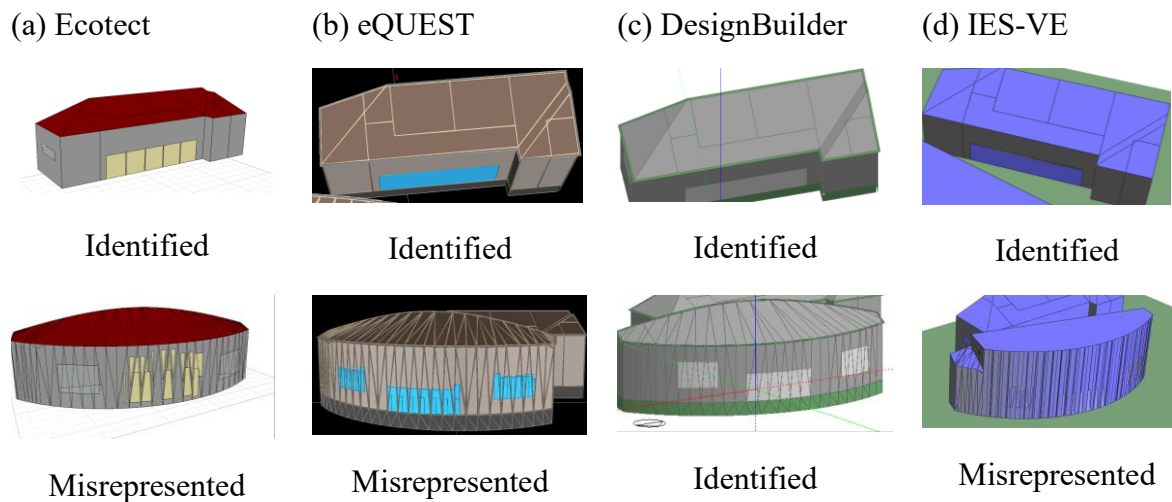 (a) Ecotect (b) eQUEST (c) DesignBuilder (d) IES-VE
Identified Identified Identified Identified
Misrepresented Misrepresented Identified Misrepresented